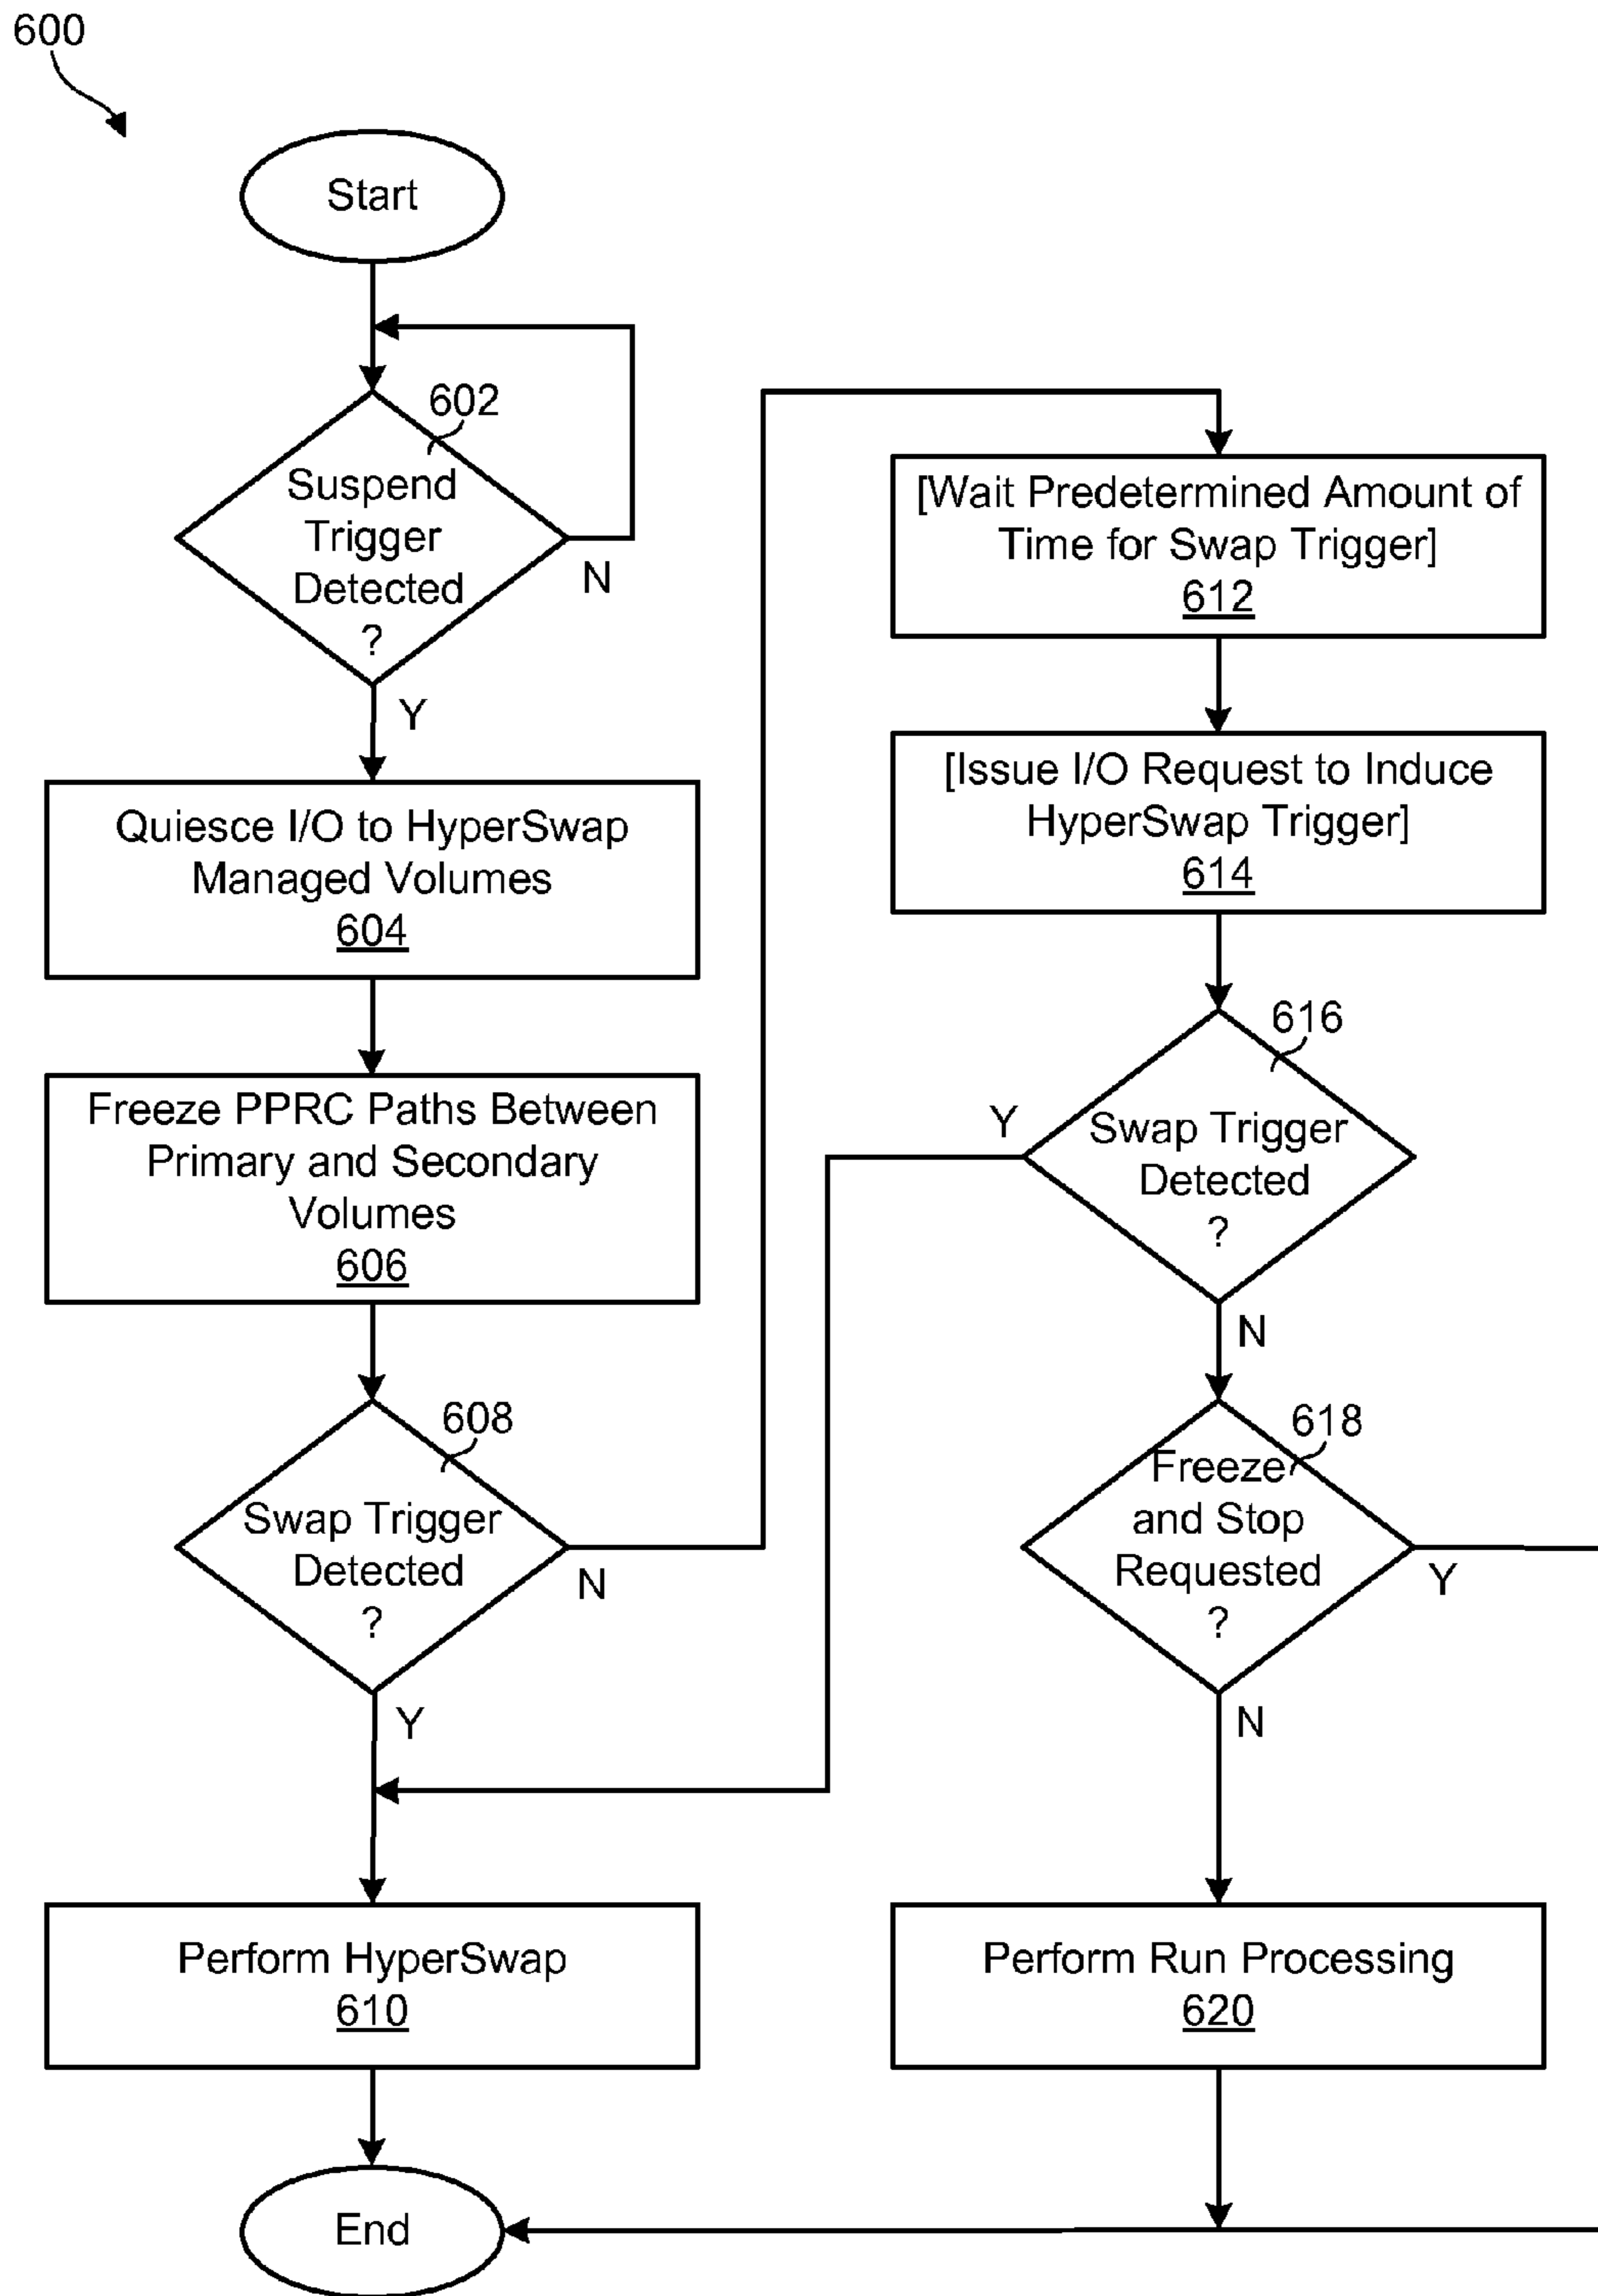 600
Start
602
Suspend
Trigger
Detected
?
N
Y
Quiesce I/O to HyperSwap
Managed Volumes
604
Freeze PPRC Paths Between
Primary and Secondary
Volumes
606
608
Swap Trigger
Detected
?
N
Y
Perform HyperSwap
610
End
[Wait Predetermined Amount of
Time for Swap Trigger]
612
[Issue I/O Request to Induce
HyperSwap Trigger]
614
616
Y
Swap Trigger
Detected
?
N
618
Freeze
and Stop
Requested
?
Y
N
Perform Run Processing
620